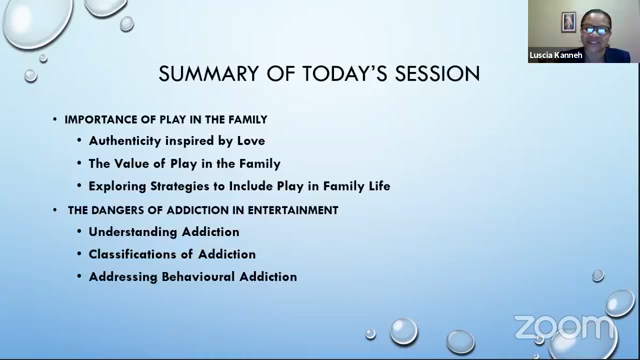 Luscia Kanneh
SUMMARY OF TODAY'S SESSION
• IMPORTANCE OF PLAY IN THE FAMILY
• Authenticity inspired by Love
• The Value of Play in the Family
• Exploring Strategies to Include Play in Family Life
• THE DANGERS OF ADDICTION IN ENTERTAINMENT
• Understanding Addiction
• Classifications of Addiction
• Addressing Behavioural Addiction
zoom